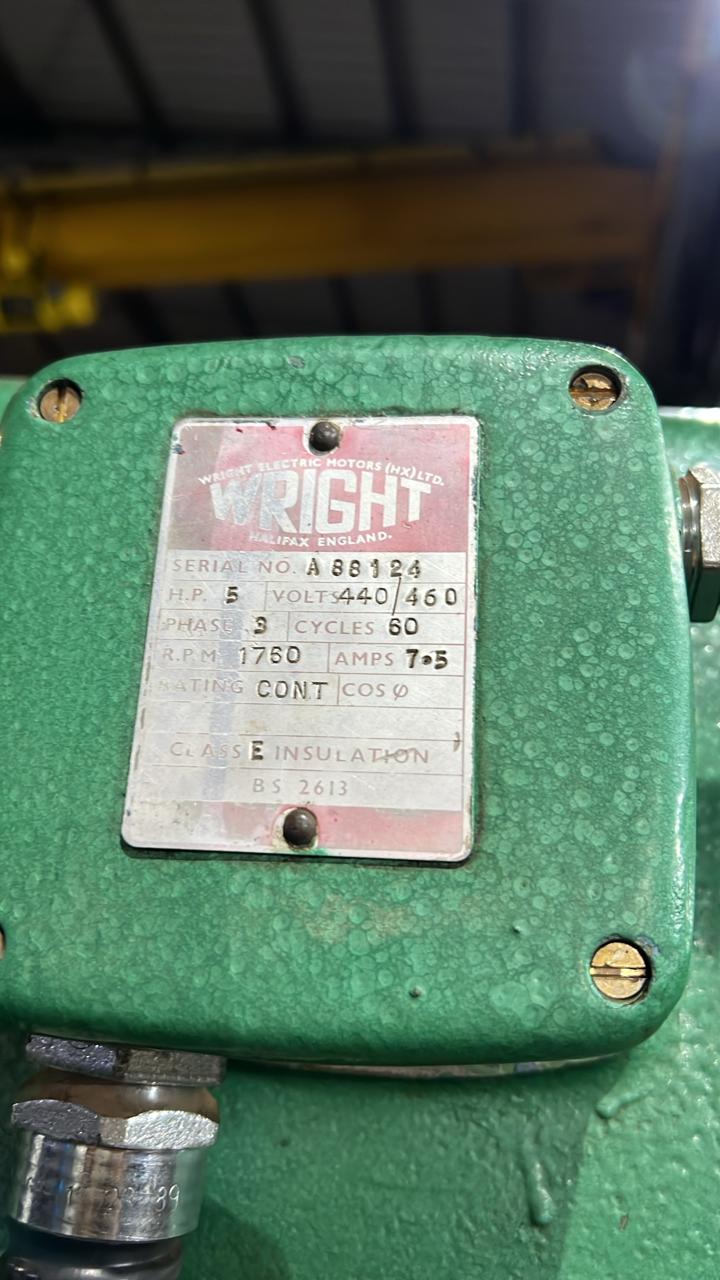 WRIGHT ELECTRIC MOTORS (HX) LTD.
WRIGHT
HALIFAX ENGLAND.
SERIAL NO. A 88124
H.P. 5 VOLTS 440/460
PHASE 3 CYCLES 60
R.P.M. 1760 AMPS 7.5
RATING CONT COS φ
CLASS E INSULATION
BS 2613